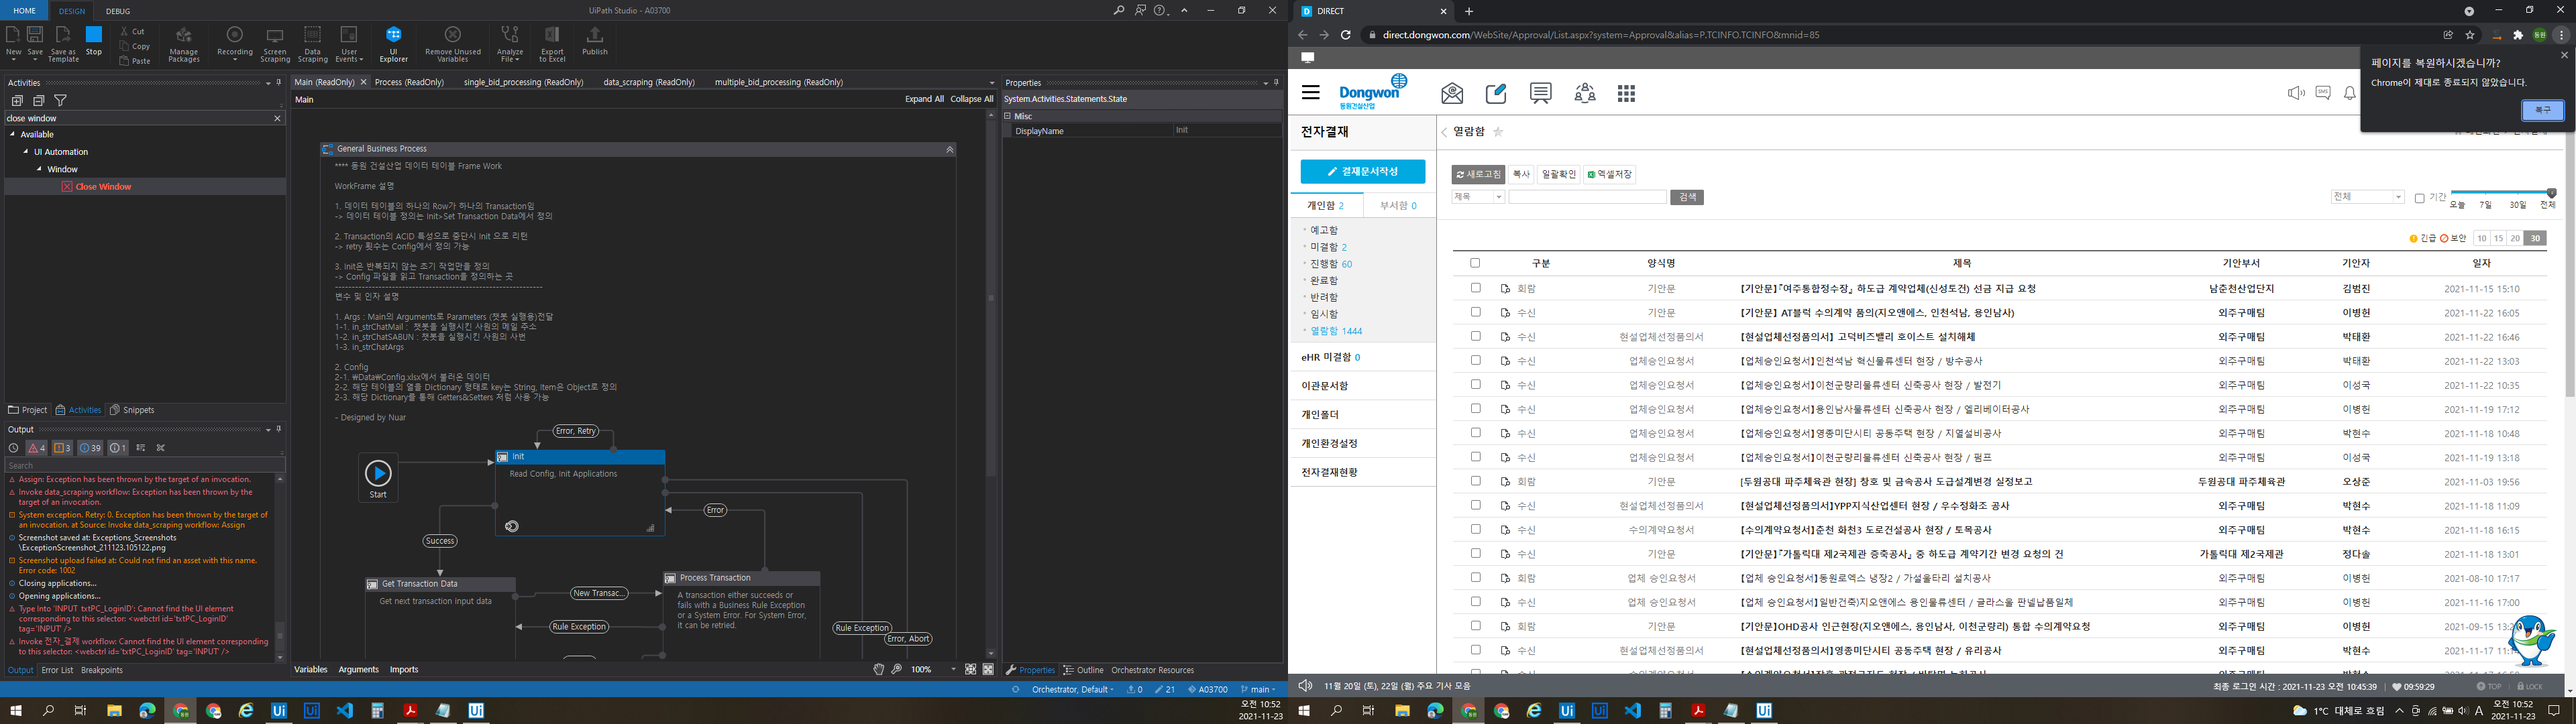 HOME DESIGN DEBUG UiPath Studio - A03700
New Save Save as Template Stop Cut Copy Paste Manage Packages Recording Screen Scraping Data Scraping User Events UI Explorer Remove Unused Variables Analyze File Export to Excel Publish
Activities
close window
Available
UI Automation
Window
Close Window
Project Activities Snippets
Output
4 3 39 1
Search
Assign: Exception has been thrown by the target of an invocation.
Invoke data_scraping workflow: Exception has been thrown by the
target of an invocation.
System exception. Retry: 0. Exception has been thrown by the target of
an invocation. at Source: Invoke data_scraping workflow: Assign
Screenshot saved at: Exceptions_Screenshots
\ExceptionScreenshot_211123.105122.png
Screenshot upload failed at: Could not find an asset with this name.
Error code: 1002
Closing applications...
Opening applications...
Type Into 'INPUT txtPC_LoginID': Cannot find the UI element
corresponding to this selector: <webctrl id='txtPC_LoginID'
tag='INPUT' />
Invoke 전자_결제 workflow: Cannot find the UI element corresponding
to this selector: <webctrl id='txtPC_LoginID' tag='INPUT' />
Output Error List Breakpoints
Main (ReadOnly) Process (ReadOnly) single_bid_processing (ReadOnly) data_scraping (ReadOnly) multiple_bid_processing (ReadOnly)
Main Expand All Collapse All
General Business Process
**** 동원 건설산업 데이터 테이블 Frame Work
WorkFrame 설명
1. 데이터 테이블의 하나의 Row가 하나의 Transaction임
-> 데이터 테이블 정의는 Init>Set Transaction Data에서 정의
2. Transaction의 ACID 특성으로 중단시 Init 으로 리턴
-> retry 횟수는 Config에서 정의 가능
3. Init은 반복되지 않는 초기 작업만을 정의
-> Config 파일을 읽고 Transaction을 정의하는 곳
변수 및 인자 설명
1. Args : Main의 Arguments로 Parameters (챗봇 실행용)전달
1-1. in_strChatMail : 챗봇을 실행시킨 사원의 메일 주소
1-2. in_strChatSABUN : 챗봇을 실행시킨 사원의 사번
1-3. in_strChatArgs
2. Config
2-1. ₩Data₩Config.xlsx에서 불러온 데이터
2-2. 해당 테이블의 열을 Dictionary 형태로 key는 String, Item은 Object로 정의
2-3. 해당 Dictionary를 통해 Getters&Setters 처럼 사용 가능
- Designed by Nuar
Error, Retry
Start
Init
Read Config, Init Applications
Error
Success
Get Transaction Data
Get next transaction input data
New Transac...
Process Transaction
A transaction either succeeds or
fails with a Business Rule Exception
or a System Error. For System Error,
it can be retried.
Rule Exception
Rule Exception
Error, Abort
Variables Arguments Imports 100%
Properties
System.Activities.Statements.State
Misc
DisplayName Init
Properties Outline Orchestrator Resources
Orchestrator, Default 0 21 A03700 main
오전 10:52
2021-11-23
DIRECT
direct.dongwon.com/WebSite/Approval/List.aspx?system=Approval&alias=P.TCINFO.TCINFO&mnid=85
페이지를 복원하시겠습니까?
Chrome이 제대로 종료되지 않았습니다.
복구
Dongwon
동원건설산업
전자결재
결재문서작성
개인함 2 부서함 0
예고함
미결함 2
진행함 60
완료함
반려함
임시함
열람함 1444
eHR 미결함 0
이관문서함
개인폴더
개인환경설정
전자결재현황
열람함
새로고침 복사 일괄확인 엑셀저장
제목 검색 전체 기간 오늘 7일 30일 전체
긴급 보안 10 15 20 30
구분 양식명 제목 기안부서 기안자 일자
회람 기안문 [기안문]『여주통합정수장』 하도급 계약업체(신성토건) 선금 지급 요청 남춘천산업단지 김범진 2021-11-15 15:10
수신 기안문 [기안문] AT블럭 수의계약 품의(지오앤에스, 인천석남, 용인남사) 외주구매팀 이병현 2021-11-22 16:05
수신 현설업체선정품의서 [현설업체선정품의서] 고덕비즈밸리 호이스트 설치해체 외주구매팀 박태환 2021-11-22 16:46
수신 업체승인요청서 [업체승인요청서]인천석남 혁신물류센터 현장 / 방수공사 외주구매팀 박태환 2021-11-22 13:03
수신 업체승인요청서 [업체승인요청서]이천군량리물류센터 신축공사 현장 / 발전기 외주구매팀 이성국 2021-11-22 10:35
수신 업체승인요청서 [업체승인요청서]용인남사물류센터 신축공사 현장 / 엘리베이터공사 외주구매팀 이성국 2021-11-19 17:12
수신 업체승인요청서 [업체승인요청서]영종미단시티 공동주택 현장 / 지열설비공사 외주구매팀 박현수 2021-11-18 10:48
수신 업체승인요청서 [업체승인요청서]이천군량리물류센터 신축공사 현장 / 펌프 외주구매팀 이성국 2021-11-19 13:18
회람 기안문 [두원공대 파주체육관 현장] 창호 및 금속공사 도급설계변경 실정보고 두원공대 파주체육관 오상준 2021-11-03 19:56
수신 현설업체선정품의서 [현설업체선정품의서]YPP지식산업센터 현장 / 우수정화조 공사 외주구매팀 박현수 2021-11-18 11:09
수신 수의계약요청서 [수의계약요청서]춘천 화천3 도로건설공사 현장 / 토목공사 외주구매팀 박현수 2021-11-18 16:15
수신 기안문 [기안문]『가톨릭대 제2국제관 증축공사』 중 하도급 계약기간 변경 요청의 건 가톨릭대 제2국제관 정다솔 2021-11-18 13:01
회람 업체 승인요청서 [업체 승인요청서]동원로엑스 냉장2 / 가설울타리 설치공사 외주구매팀 이병헌 2021-08-10 17:17
수신 업체 승인요청서 [업체 승인요청서]일반건축)지오앤에스 용인물류센터 / 글라스울 판넬납품일체 외주구매팀 이병헌 2021-11-16 17:00
회람 기안문 [기안문]OHD공사 인근현장(지오앤에스, 용인남사, 이천군량리) 통합 수의계약요청 외주구매팀 이병현 2021-09-15 13:2
수신 현설업체선정품의서 [현설업체선정품의서]영종미단시티 공동주택 현장 / 유리공사 외주구매팀 박현수 2021-11-17 11:1
11월 20일 (토), 22일 (월) 주요 기사 모음 최종 로그인 시간 : 2021-11-23 오전 10:45:39 09:59:29 TOP LOCK
1°C 대체로 흐림 A 오전 10:52
2021-11-23